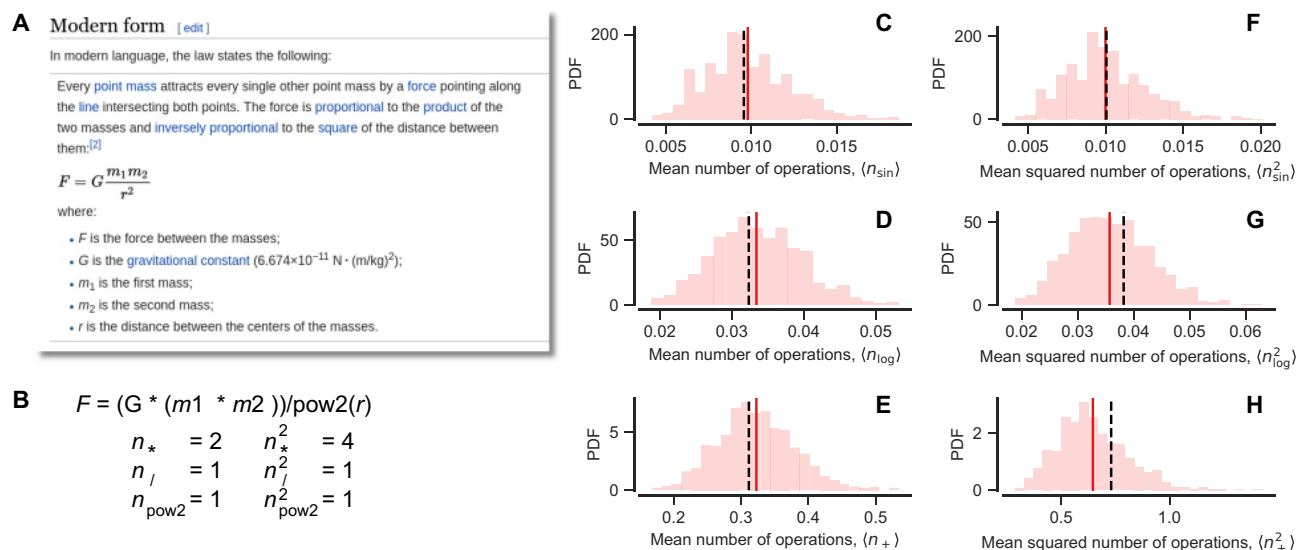 A
Modern form [ edit ]
In modern language, the law states the following:
Every point mass attracts every single other point mass by a force pointing along
the line intersecting both points. The force is proportional to the product of the
two masses and inversely proportional to the square of the distance between
them:[2]
F = G m₁m₂ / r²
where:
• F is the force between the masses;
• G is the gravitational constant (6.674×10⁻¹¹ N · (m/kg)²);
• m₁ is the first mass;
• m₂ is the second mass;
• r is the distance between the centers of the masses.
B
F = (G * (m1 * m2 ))/pow2(r)
n* = 2 n²* = 4
n/ = 1 n²/ = 1
npow2 = 1 n²pow2 = 1
C
PDF
200
0
0.005 0.010 0.015
Mean number of operations, ⟨n_sin⟩
D
PDF
50
0
0.02 0.03 0.04 0.05
Mean number of operations, ⟨n_log⟩
E
PDF
5
0
0.2 0.3 0.4 0.5
Mean number of operations, ⟨n₊⟩
F
PDF
200
0
0.005 0.010 0.015 0.020
Mean squared number of operations, ⟨n²_sin⟩
G
PDF
50
0
0.02 0.03 0.04 0.05 0.06
Mean squared number of operations, ⟨n²_log⟩
H
PDF
2
0
0.5 1.0
Mean squared number of operations, ⟨n²₊⟩